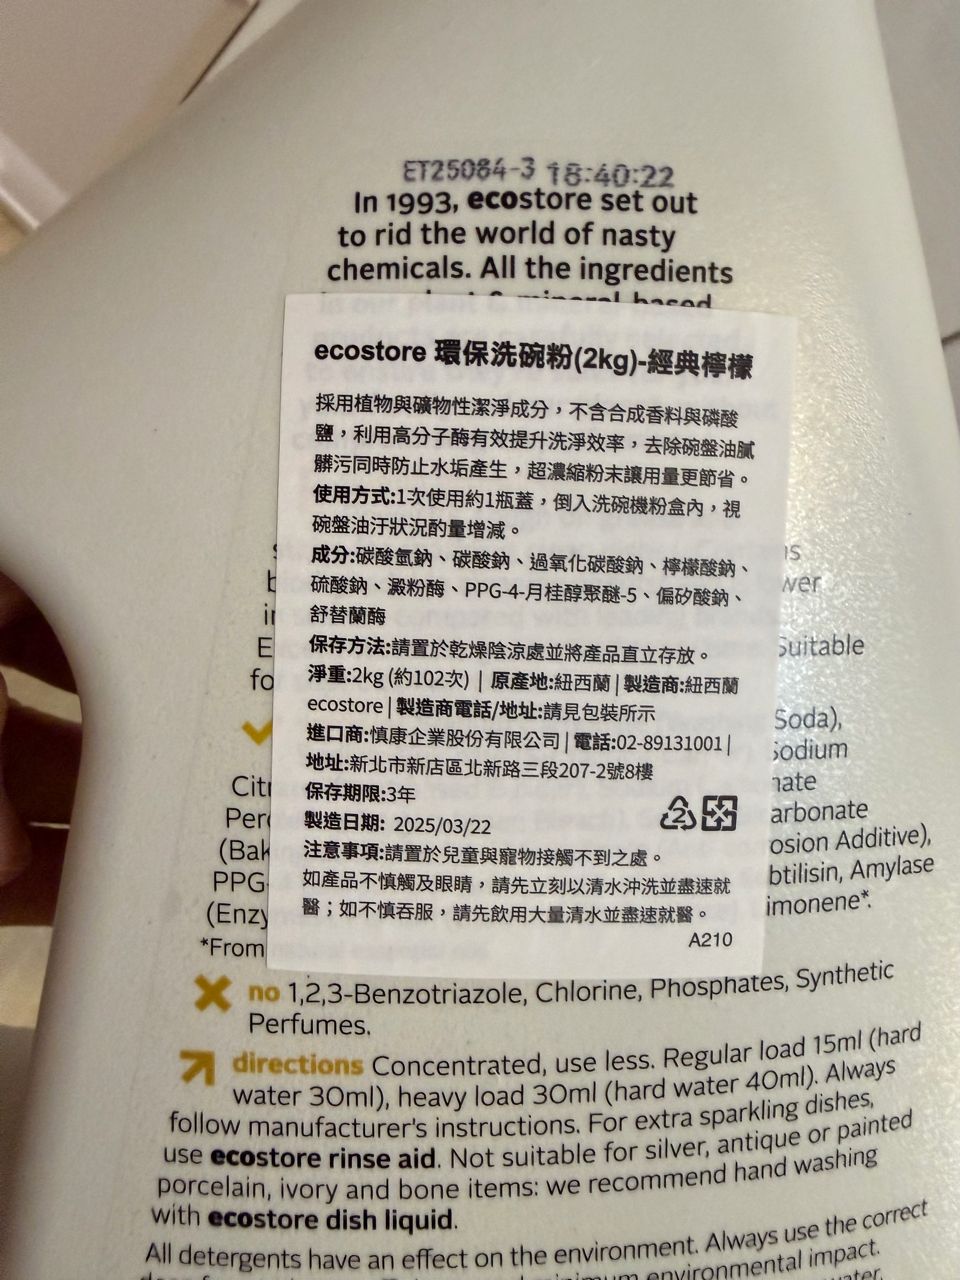 ET25084-3 18:40:22
In 1993, ecostore set out
to rid the world of nasty
chemicals. All the ingredients
& mineral based
ecostore 環保洗碗粉(2kg)-經典檸檬
採用植物與礦物性潔淨成分，不含合成香料與磷酸
鹽，利用高分子酶有效提升洗淨效率，去除碗盤油膩
髒污同時防止水垢產生，超濃縮粉末讓用量更節省。
使用方式:1次使用約1瓶蓋，倒入洗碗機粉盒內，視
碗盤油汙狀況酌量增減。
成分:碳酸氫鈉、碳酸鈉、過氧化碳酸鈉、檸檬酸鈉、
硫酸鈉、澱粉酶、PPG-4-月桂醇聚醚-5、偏矽酸鈉、
舒替蘭酶
保存方法:請置於乾燥陰涼處並將產品直立存放。
淨重:2kg (約102次) | 原產地:紐西蘭 | 製造商:紐西蘭
ecostore | 製造商電話/地址:請見包裝所示
進口商:慎康企業股份有限公司 | 電話:02-89131001 |
地址:新北市新店區北新路三段207-2號8樓
保存期限:3年
製造日期: 2025/03/22
注意事項:請置於兒童與寵物接觸不到之處。
如產品不慎觸及眼睛，請先立刻以清水沖洗並盡速就
醫；如不慎吞服，請先飲用大量清水並盡速就醫。
A210
Suitable
Soda),
Sodium
Citr
Perc
arbonate
(Bak
osion Additive),
PPG-
btilisin, Amylase
(Enzy
imonene*.
*From
no 1,2,3-Benzotriazole, Chlorine, Phosphates, Synthetic
Perfumes.
directions Concentrated, use less. Regular load 15ml (hard
water 30ml), heavy load 30ml (hard water 40ml). Always
follow manufacturer's instructions. For extra sparkling dishes,
use ecostore rinse aid. Not suitable for silver, antique or painted
porcelain, ivory and bone items: we recommend hand washing
with ecostore dish liquid.
All detergents have an effect on the environment. Always use the correct
minimum environmental impact.
water.